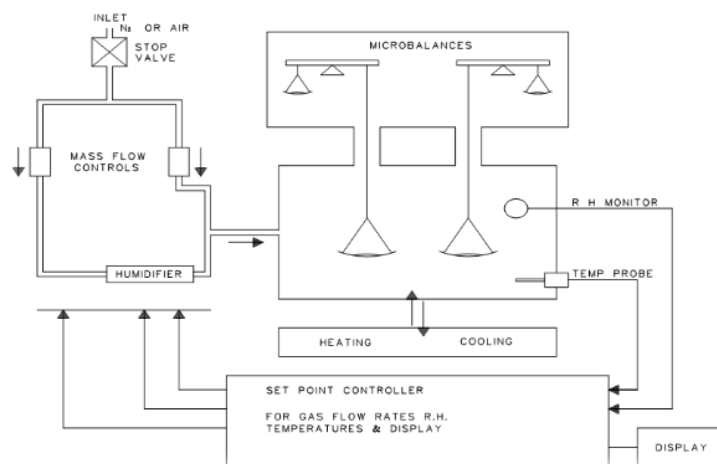 INLET
N₂ OR AIR
STOP
VALVE
MICROBALANCES
MASS FLOW
CONTROLS
R H MONITOR
HUMIDIFIER
TEMP PROBE
HEATING
COOLING
SET POINT CONTROLLER
FOR GAS FLOW RATES R.H.
TEMPERATURES & DISPLAY
DISPLAY